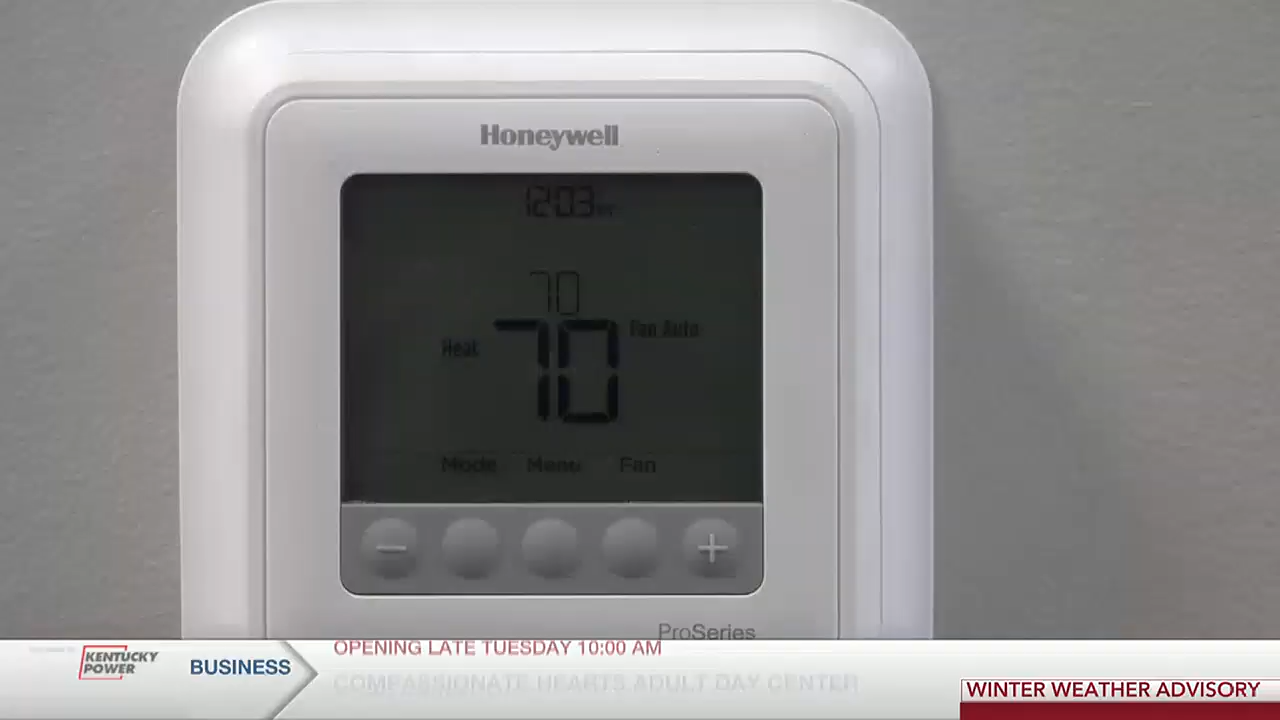 Honeywell
12:03
70
Fan Auto
Heat
70
Mode Menu Fan
ProSeries
OPENING LATE TUESDAY 10:00 AM
KENTUCKY
POWER
BUSINESS
COMPASSIONATE HEARTS ADULT DAY CENTER
WINTER WEATHER ADVISORY